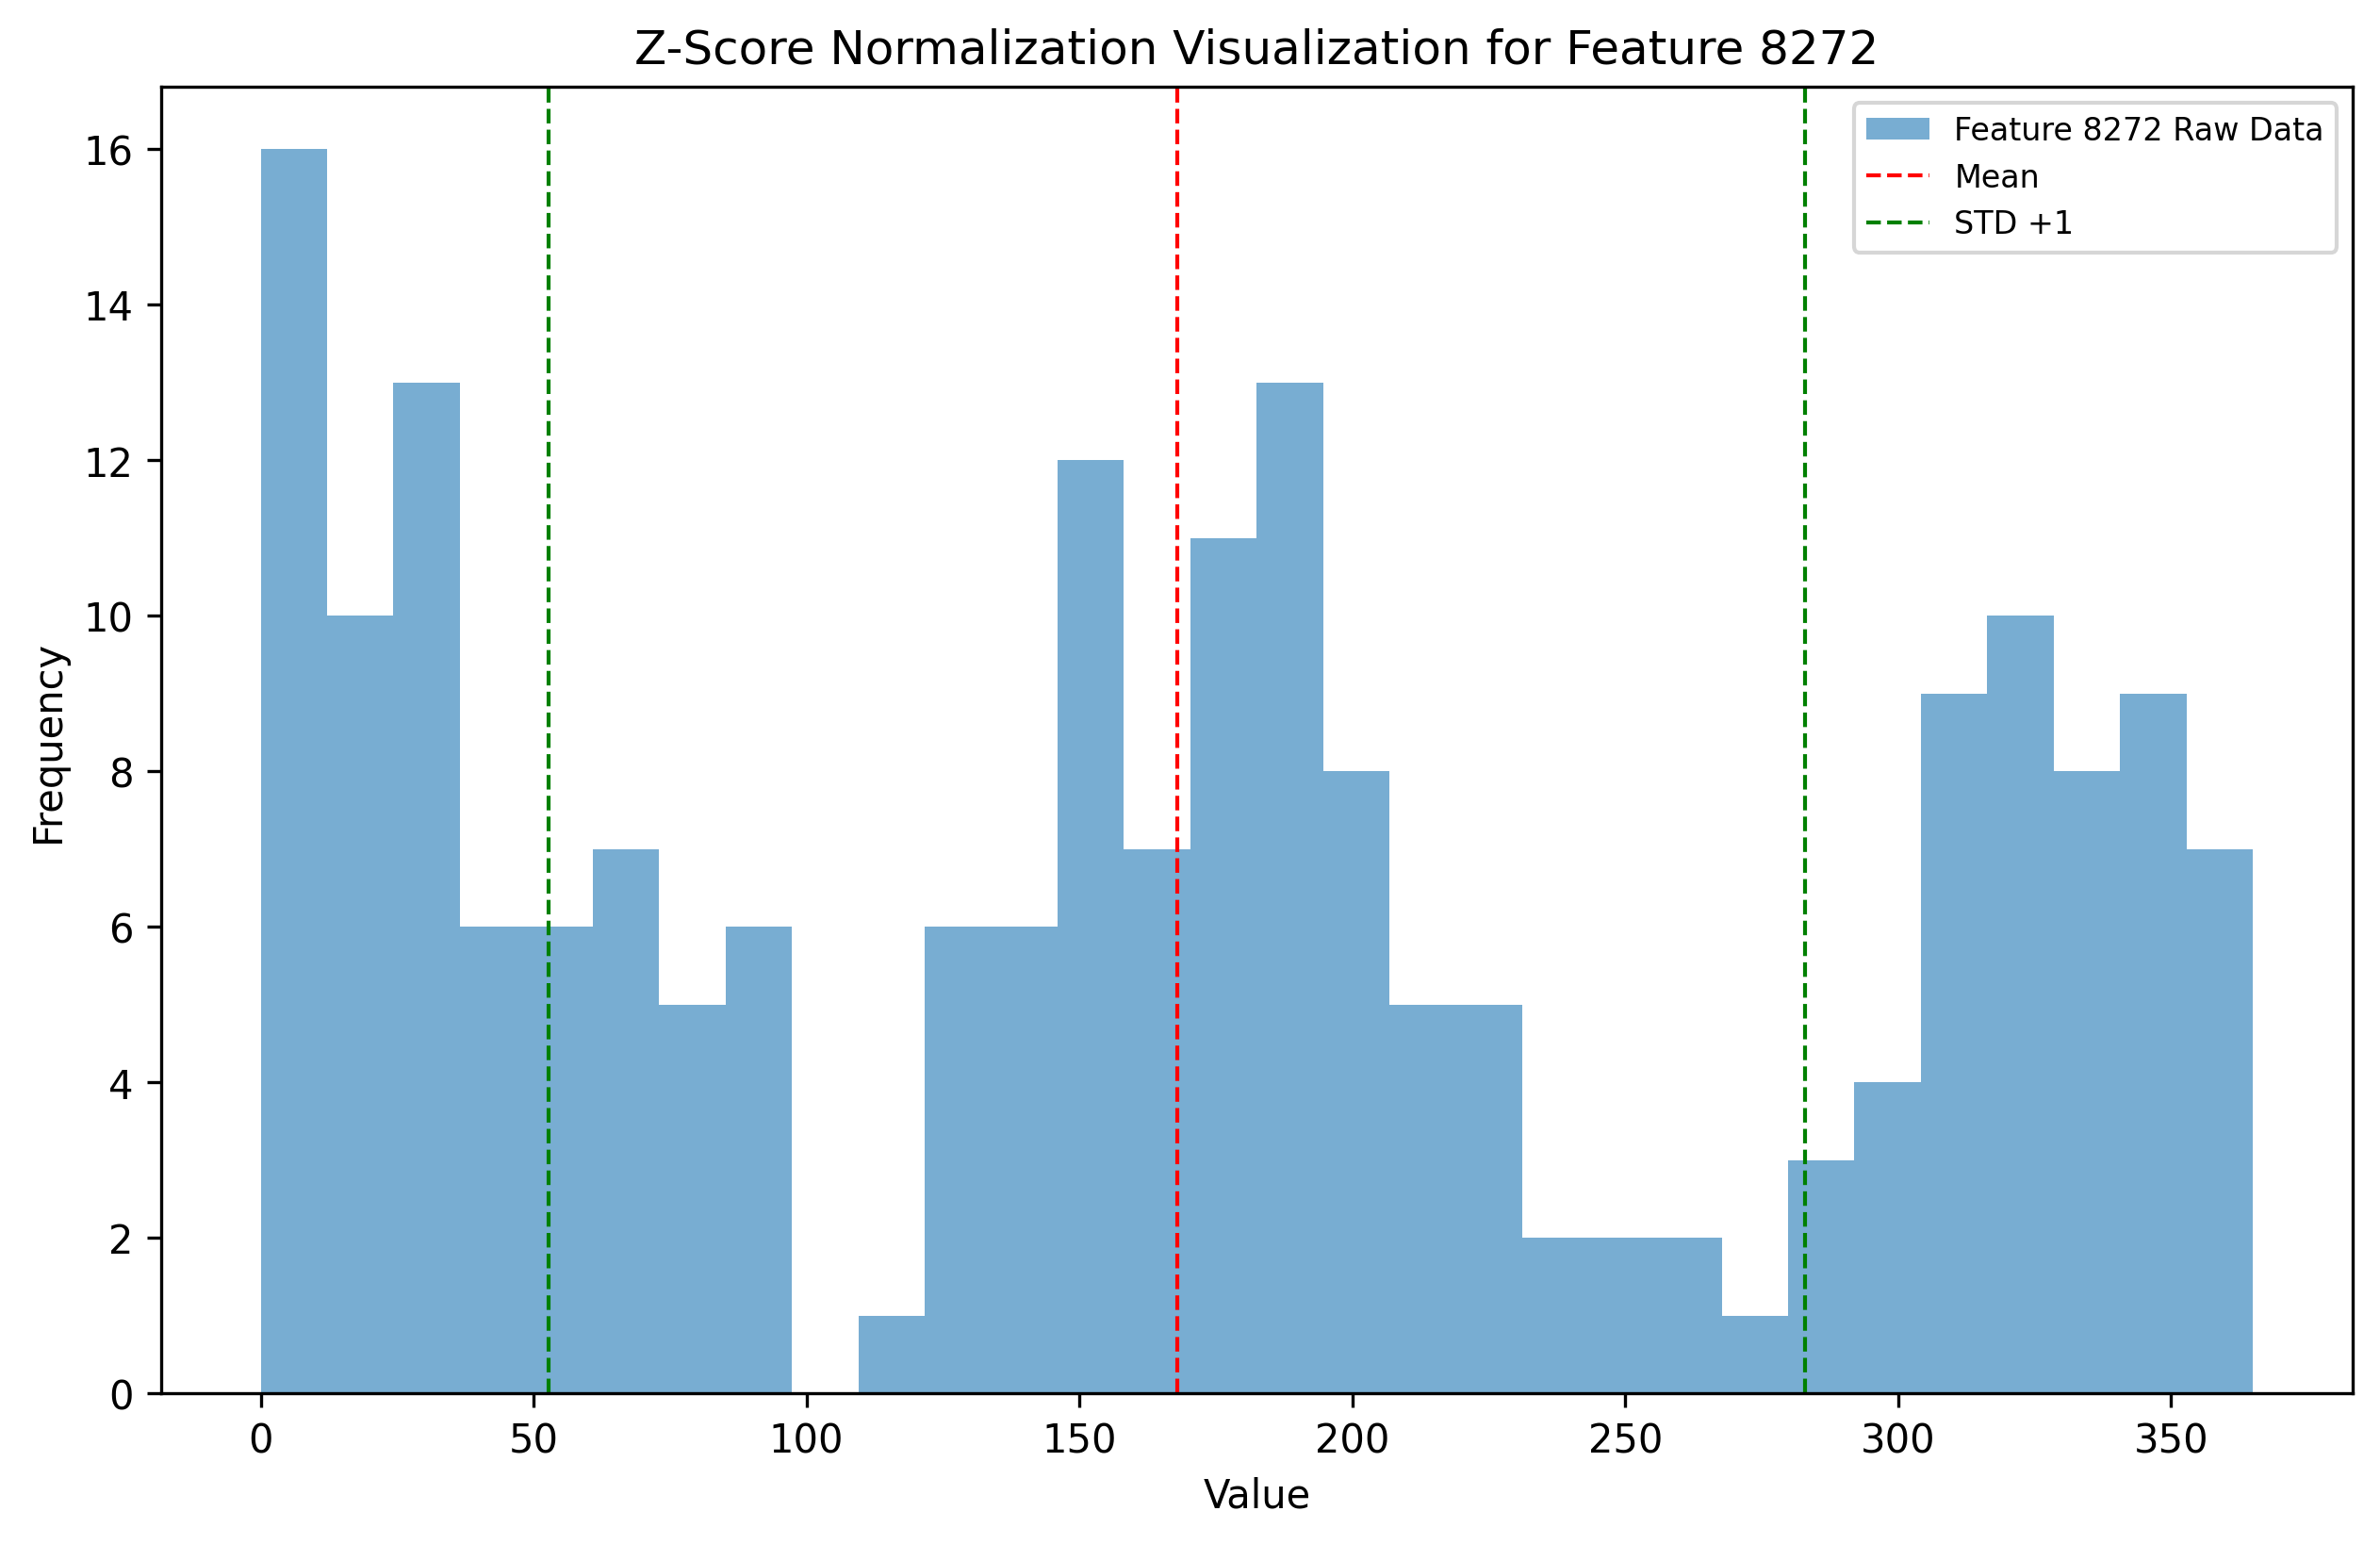 Z-Score Normalization Visualization for Feature 8272
Feature 8272 Raw Data
Mean
STD +1
16
14
12
10
8
6
4
2
0
Frequency
0 50 100 150 200 250 300 350
Value